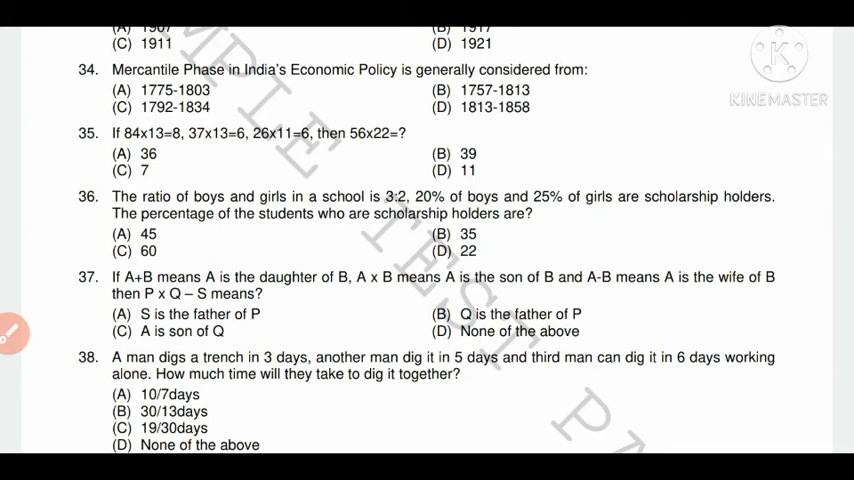 (A) 1907 (B) 1917
(C) 1911 (D) 1921
34. Mercantile Phase in India's Economic Policy is generally considered from:
(A) 1775-1803 (B) 1757-1813
(C) 1792-1834 (D) 1813-1858
35. If 84x13=8, 37x13=6, 26x11=6, then 56x22=?
(A) 36 (B) 39
(C) 7 (D) 11
36. The ratio of boys and girls in a school is 3:2, 20% of boys and 25% of girls are scholarship holders.
The percentage of the students who are scholarship holders are?
(A) 45 (B) 35
(C) 60 (D) 22
37. If A+B means A is the daughter of B, A x B means A is the son of B and A-B means A is the wife of B
then P x Q – S means?
(A) S is the father of P (B) Q is the father of P
(C) A is son of Q (D) None of the above
38. A man digs a trench in 3 days, another man dig it in 5 days and third man can dig it in 6 days working
alone. How much time will they take to dig it together?
(A) 10/7days
(B) 30/13days
(C) 19/30days
(D) None of the above
K
KINEMASTER